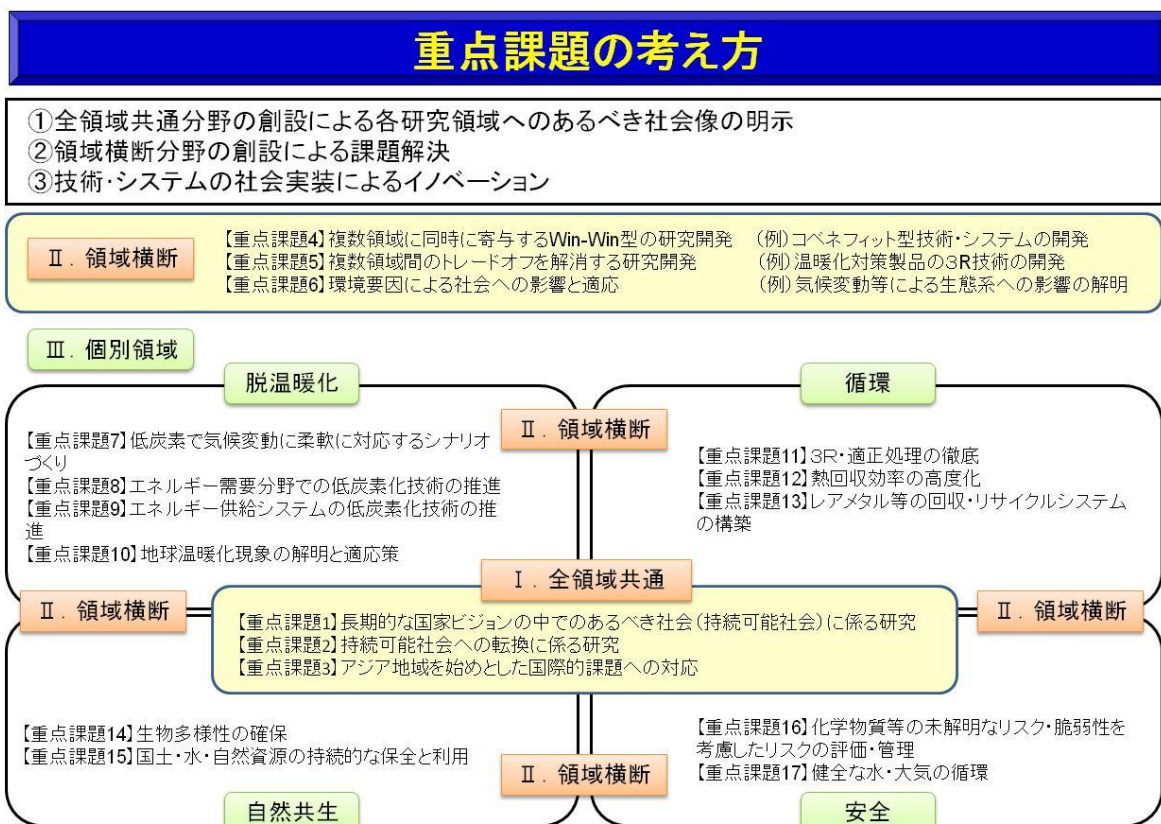 重点課題の考え方
①全領域共通分野の創設による各研究領域へのあるべき社会像の明示
②領域横断分野の創設による課題解決
③技術・システムの社会実装によるイノベーション
Ⅱ. 領域横断
【重点課題4】複数領域に同時に寄与するWin-Win型の研究開発 (例)コベネフィット型技術・システムの開発
【重点課題5】複数領域間のトレードオフを解消する研究開発 (例)温暖化対策製品の3R技術の開発
【重点課題6】環境要因による社会への影響と適応 (例)気候変動等による生態系への影響の解明
Ⅲ. 個別領域
脱温暖化
【重点課題7】低炭素で気候変動に柔軟に対応するシナリオ
づくり
【重点課題8】エネルギー需要分野での低炭素化技術の推進
【重点課題9】エネルギー供給システムの低炭素化技術の推
進
【重点課題10】地球温暖化現象の解明と適応策
Ⅱ. 領域横断
循環
【重点課題11】3R・適正処理の徹底
【重点課題12】熱回収効率の高度化
【重点課題13】レアメタル等の回収・リサイクルシステム
の構築
Ⅰ. 全領域共通
Ⅱ. 領域横断
【重点課題1】長期的な国家ビジョンの中でのあるべき社会(持続可能社会)に係る研究
【重点課題2】持続可能社会への転換に係る研究
【重点課題3】アジア地域を始めとした国際的課題への対応
Ⅱ. 領域横断
【重点課題14】生物多様性の確保
【重点課題15】国土・水・自然資源の持続的な保全と利用
自然共生
Ⅱ. 領域横断
【重点課題16】化学物質等の未解明なリスク・脆弱性を
考慮したリスクの評価・管理
【重点課題17】健全な水・大気の循環
安全